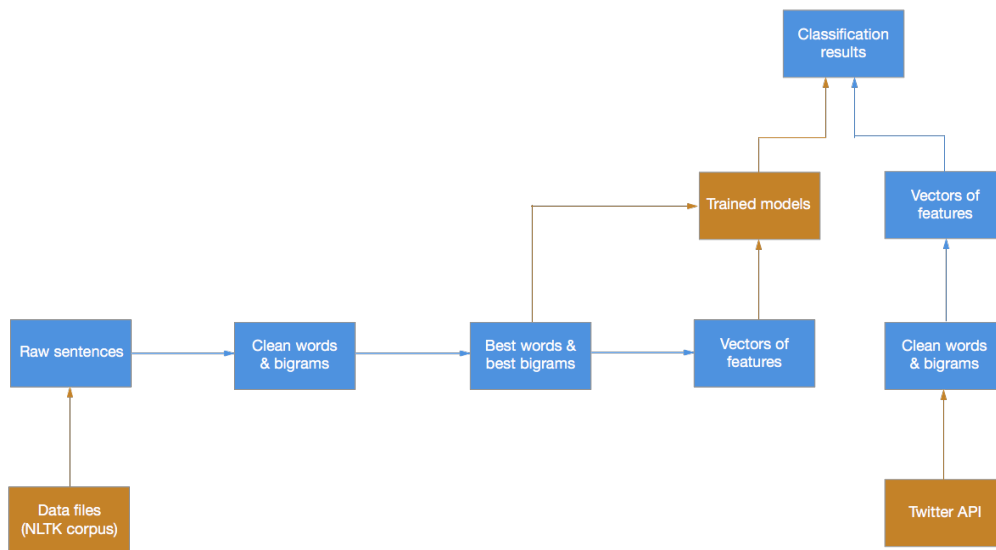 Classification
results
Trained models
Vectors of
features
Raw sentences
Clean words
& bigrams
Best words &
best bigrams
Vectors of
features
Clean words
& bigrams
Data files
(NLTK corpus)
Twitter API